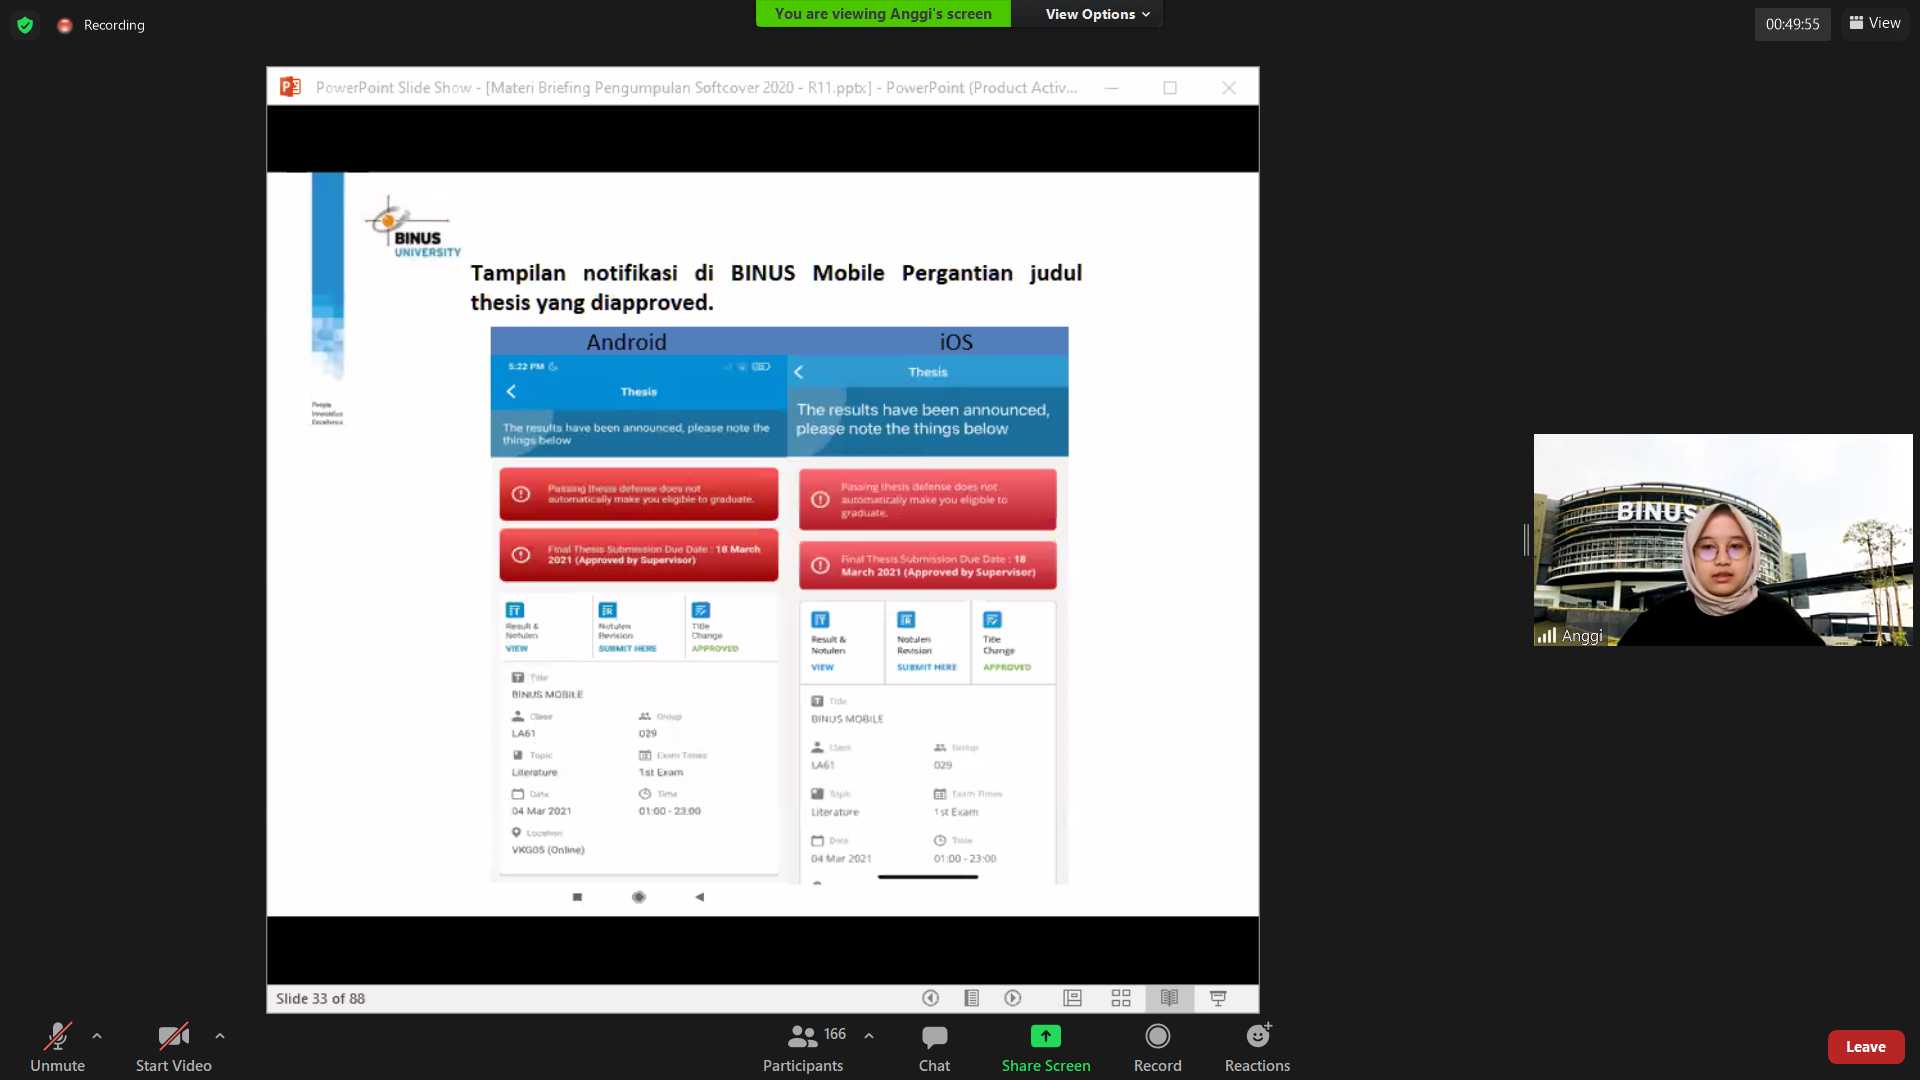 Recording
You are viewing Anggi's screen
View Options
00:49:55
View
PowerPoint Slide Show - [Materi Briefing Pengumpulan Softcover 2020 - R11.pptx] - PowerPoint (Product Activ...
BINUS
UNIVERSITY
People
Innovation
Excellence
Tampilan notifikasi di BINUS Mobile Pergantian judul
thesis yang diapproved.
Android
5:22 PM
Thesis
The results have been announced, please note the
things below
Passing thesis defense does not
automatically make you eligible to graduate.
Final Thesis Submission Due Date : 18 March
2021 (Approved by Supervisor)
Result &
Notulen
VIEW
Notulen
Revision
SUBMIT HERE
Title
Change
APPROVED
Title
BINUS MOBILE
Class
LA61
Group
029
Topic
Literature
Exam Times
1st Exam
Date
04 Mar 2021
Time
01:00 - 23:00
Location
VKG05 (Online)
iOS
Thesis
The results have been announced,
please note the things below
Passing thesis defense does not
automatically make you eligible to
graduate.
Final Thesis Submission Due Date : 18
March 2021 (Approved by Supervisor)
Result &
Notulen
VIEW
Notulen
Revision
SUBMIT HERE
Title
Change
APPROVED
Title
BINUS MOBILE
Class
LA61
Group
029
Topic
Literature
Exam Times
1st Exam
Date
04 Mar 2021
Time
01:00 - 23:00
BINUS
Anggi
Slide 33 of 88
Unmute
Start Video
166
Participants
Chat
Share Screen
Record
Reactions
Leave